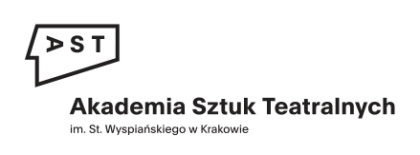 AST
Akademia Sztuk Teatralnych
im. St. Wyspiańskiego w Krakowie